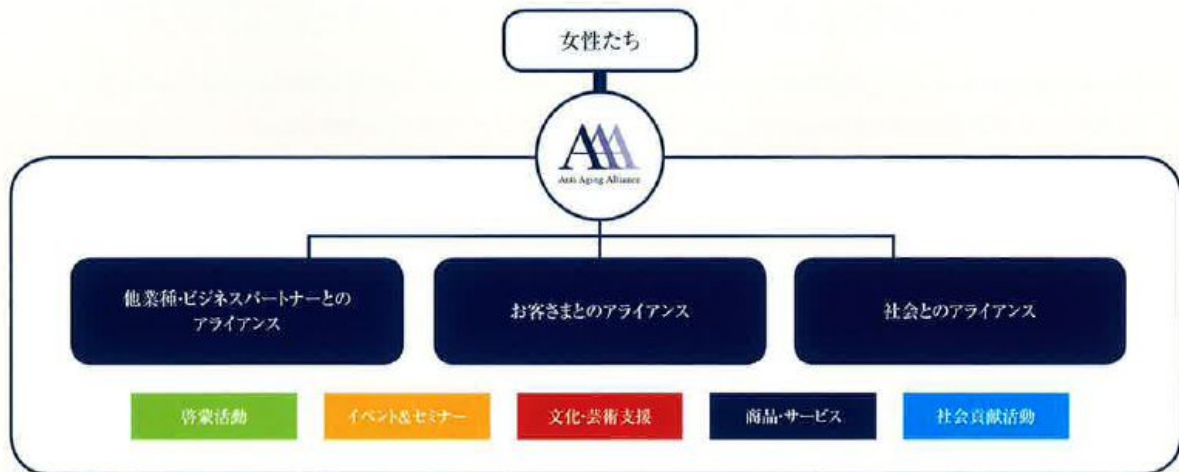 女性たち
AAA
Anti Aging Alliance
他業種・ビジネスパートナーとの
アライアンス
お客さまとのアライアンス
社会とのアライアンス
啓蒙活動
イベント&セミナー
文化・芸術支援
商品・サービス
社会貢献活動